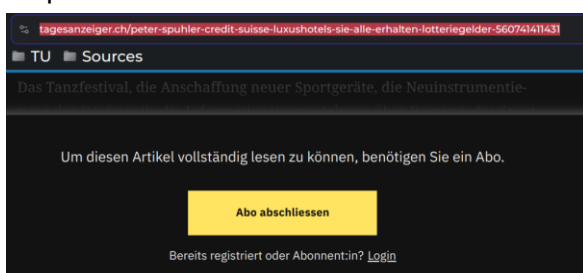 tagesanzeiger.ch/peter-spuhler-credit-suisse-luxushotels-sie-alle-erhalten-lotteriegelder-560741411431
TU Sources
Das Tanzfestival, die Anschaffung neuer Sportgeräte, die Neuinstrumentie-
Um diesen Artikel vollständig lesen zu können, benötigen Sie ein Abo.
Abo abschliessen
Bereits registriert oder Abonnent:in? Login